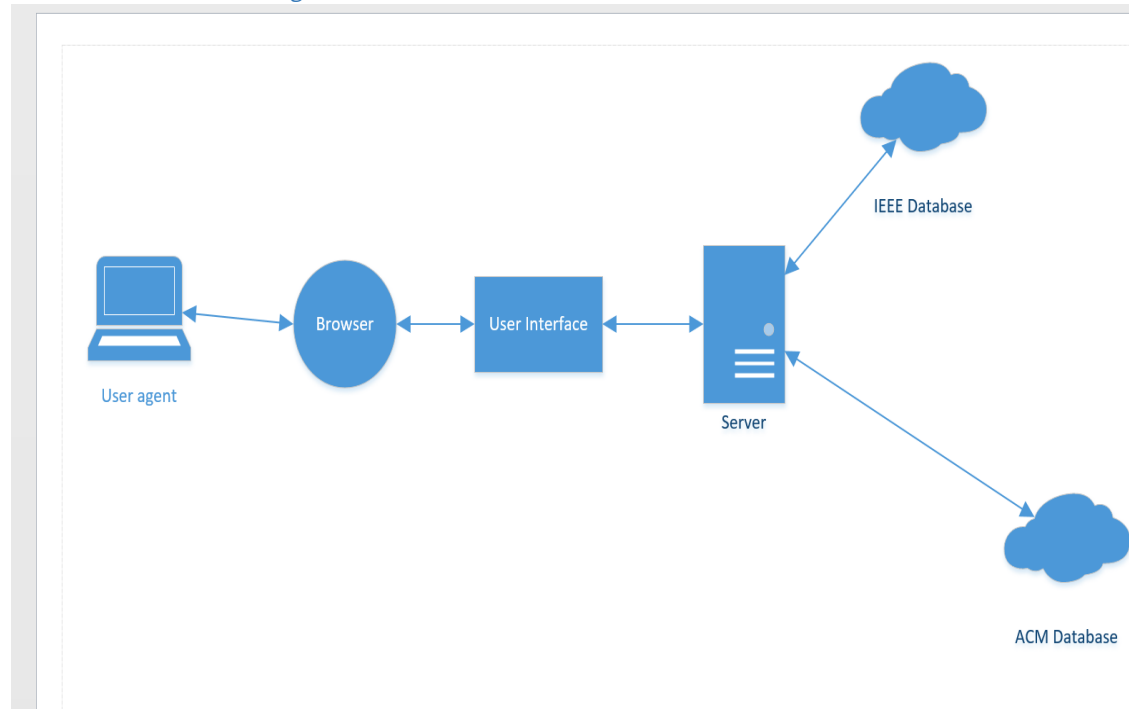 IEEE Database
Browser
User Interface
User agent
Server
ACM Database